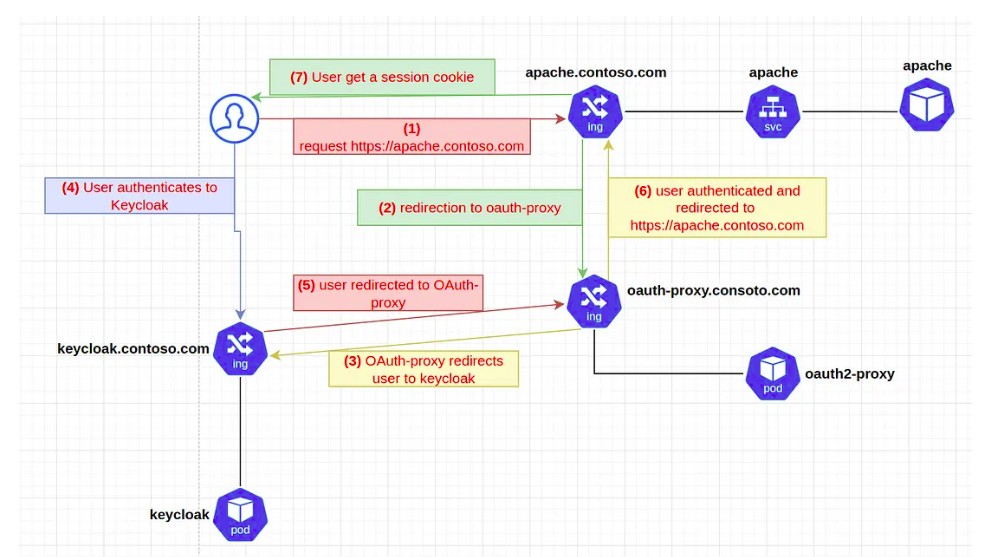 (7) User get a session cookie
apache.contoso.com
apache
apache
ing
svc
(1)
request https://apache.contoso.com
(4) User authenticates to
Keycloak
(2) redirection to oauth-proxy
(6) user authenticated and
redirected to
https://apache.contoso.com
(5) user redirected to OAuth-
proxy
oauth-proxy.consoto.com
ing
keycloak.contoso.com
ing
(3) OAuth-proxy redirects
user to keycloak
oauth2-proxy
pod
keycloak
pod